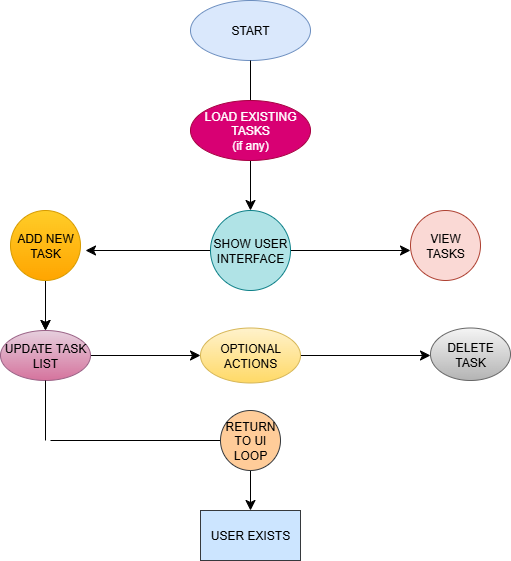 START
LOAD EXISTING
TASKS
(if any)
ADD NEW
TASK
SHOW USER
INTERFACE
VIEW
TASKS
UPDATE TASK
LIST
OPTIONAL
ACTIONS
DELETE
TASK
RETURN
TO UI
LOOP
USER EXISTS